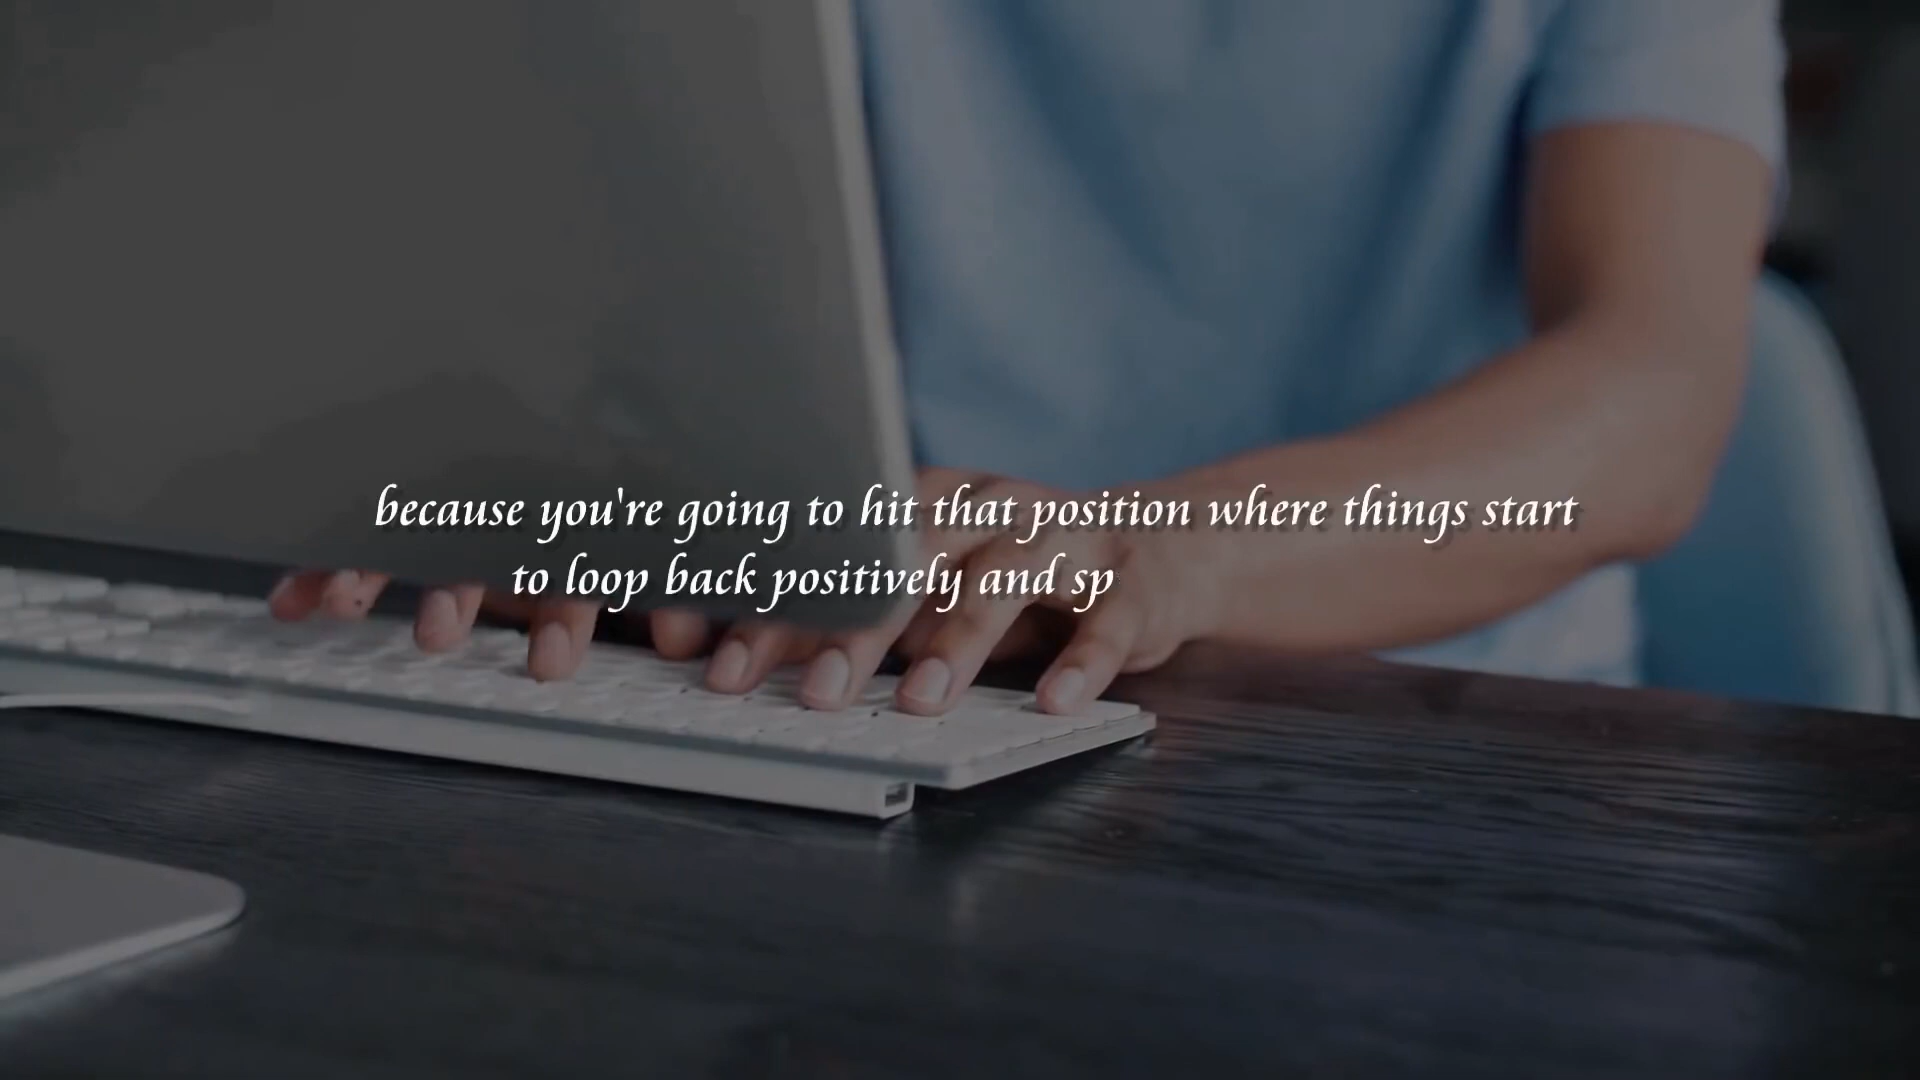 because you're going to hit that position where things start
to loop back positively and sp